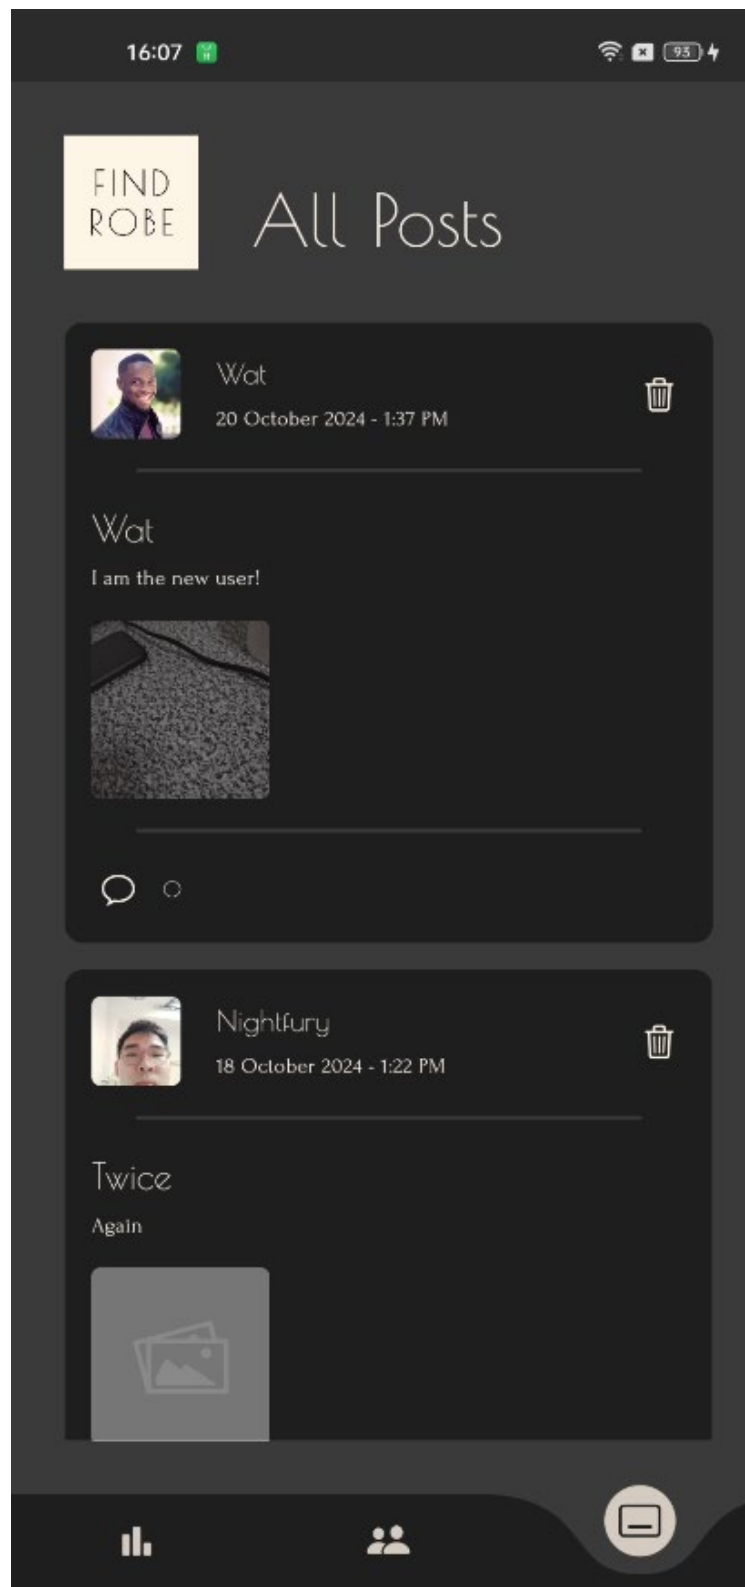 16:07
93
FIND
ROBE
All Posts
Wat
20 October 2024 - 1:37 PM
Wat
I am the new user!
0
Nightfury
18 October 2024 - 1:22 PM
Twice
Again